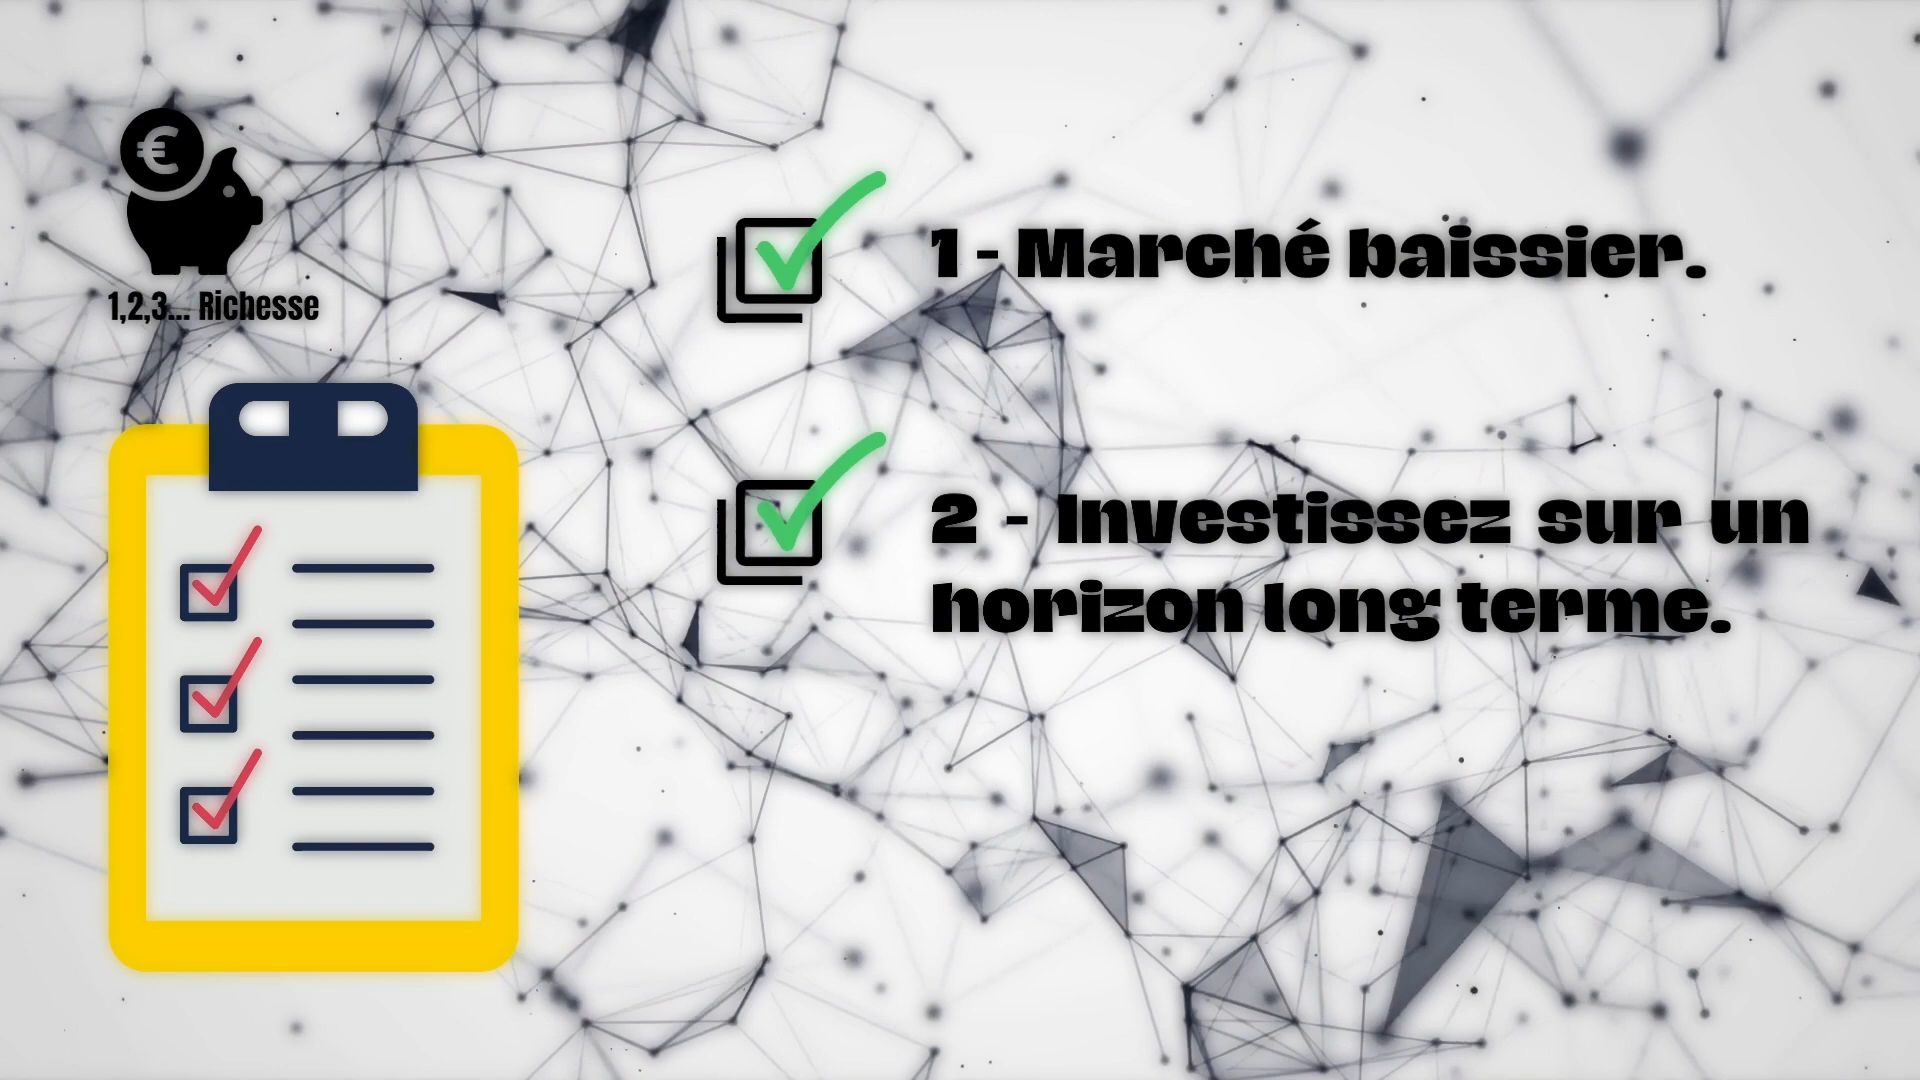 €
1,2,3... Richesse
1 - Marché baissier.
2 - Investissez sur un
horizon long terme.